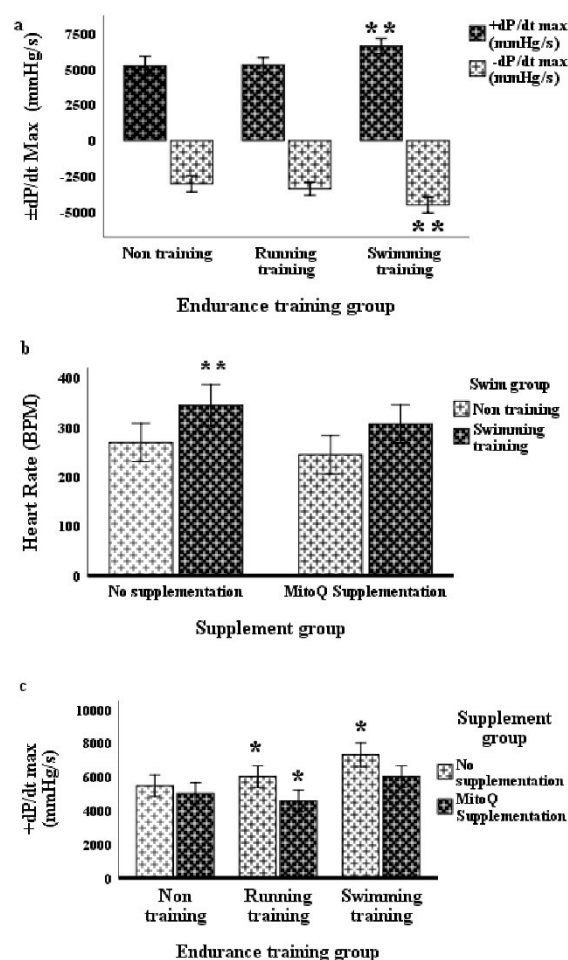 a
±dP/dt Max (mmHg/s)
7500
5000
2500
0
-2500
-5000
**
**
+dP/dt max
(mmHg/s)
-dP/dt max
(mmHg/s)
Non training
Running
training
Swimming
training
Endurance training group
b
Heart Rate (BPM)
400
300
200
100
0
**
Swim group
Non training
Swimming
training
No supplementation
MitoQ Supplementation
Supplement group
c
+dP/dt max
(mmHg/s)
10000
8000
6000
4000
2000
0
*
*
*
Supplement
group
No
supplementation
MitoQ
Supplementation
Non
training
Running
training
Swimming
training
Endurance training group